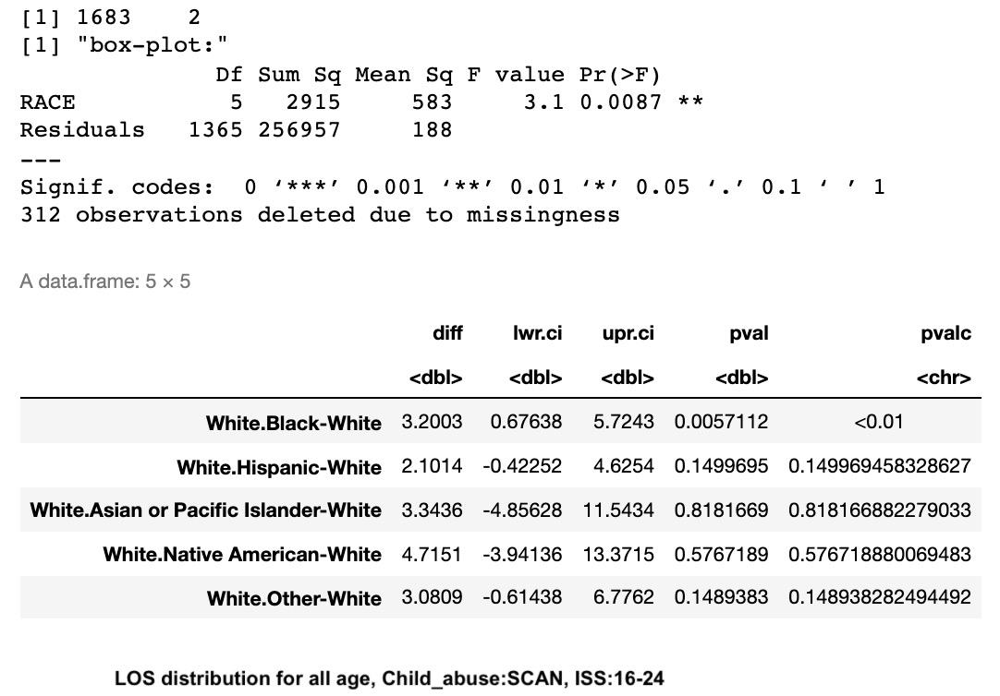 [1] 1683    2
[1] "box-plot:"
              Df Sum Sq Mean Sq F value Pr(>F)
RACE           5   2915     583     3.1 0.0087 **
Residuals   1365 256957     188
---
Signif. codes:  0 ‘***’ 0.001 ‘**’ 0.01 ‘*’ 0.05 ‘.’ 0.1 ‘ ’ 1
312 observations deleted due to missingness
A data.frame: 5 × 5
diff lwr.ci upr.ci pval pvalc
<dbl> <dbl> <dbl> <dbl> <chr>
White.Black-White 3.2003 0.67638 5.7243 0.0057112 <0.01
White.Hispanic-White 2.1014 -0.42252 4.6254 0.1499695 0.149969458328627
White.Asian or Pacific Islander-White 3.3436 -4.85628 11.5434 0.8181669 0.818166882279033
White.Native American-White 4.7151 -3.94136 13.3715 0.5767189 0.576718880069483
White.Other-White 3.0809 -0.61438 6.7762 0.1489383 0.148938282494492
LOS distribution for all age, Child_abuse:SCAN, ISS:16-24